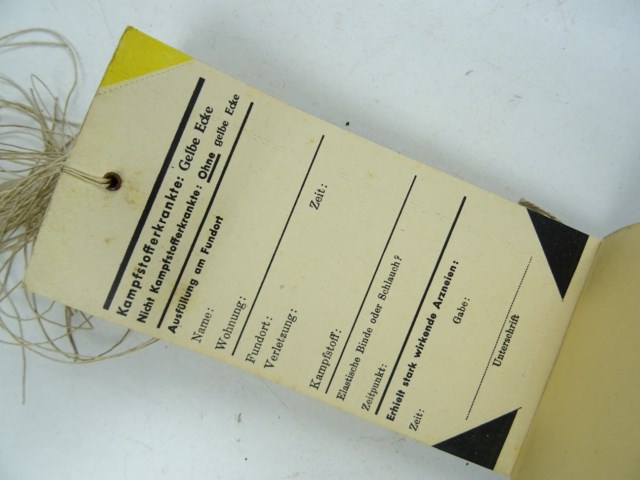 Kampfstofferkrankte: Gelbe Ecke
Nicht Kampfstofferkrankte: Ohne gelbe Ecke
Ausfüllung am Fundort
Name:
Wohnung:
Fundort: Zeit:
Verletzung:
Kampfstoff:
Elastische Binde oder Schlauch?
Zeitpunkt:
Erhielt stark wirkende Arzneien:
Zeit: Gabe:
Unterschrift